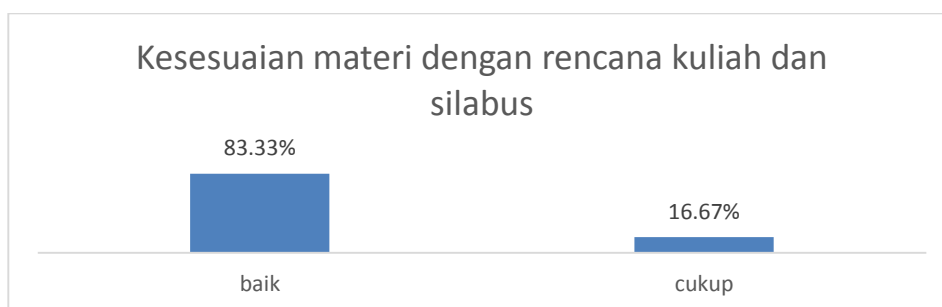 Kesesuaian materi dengan rencana kuliah dan
silabus
83.33%
16.67%
baik
cukup